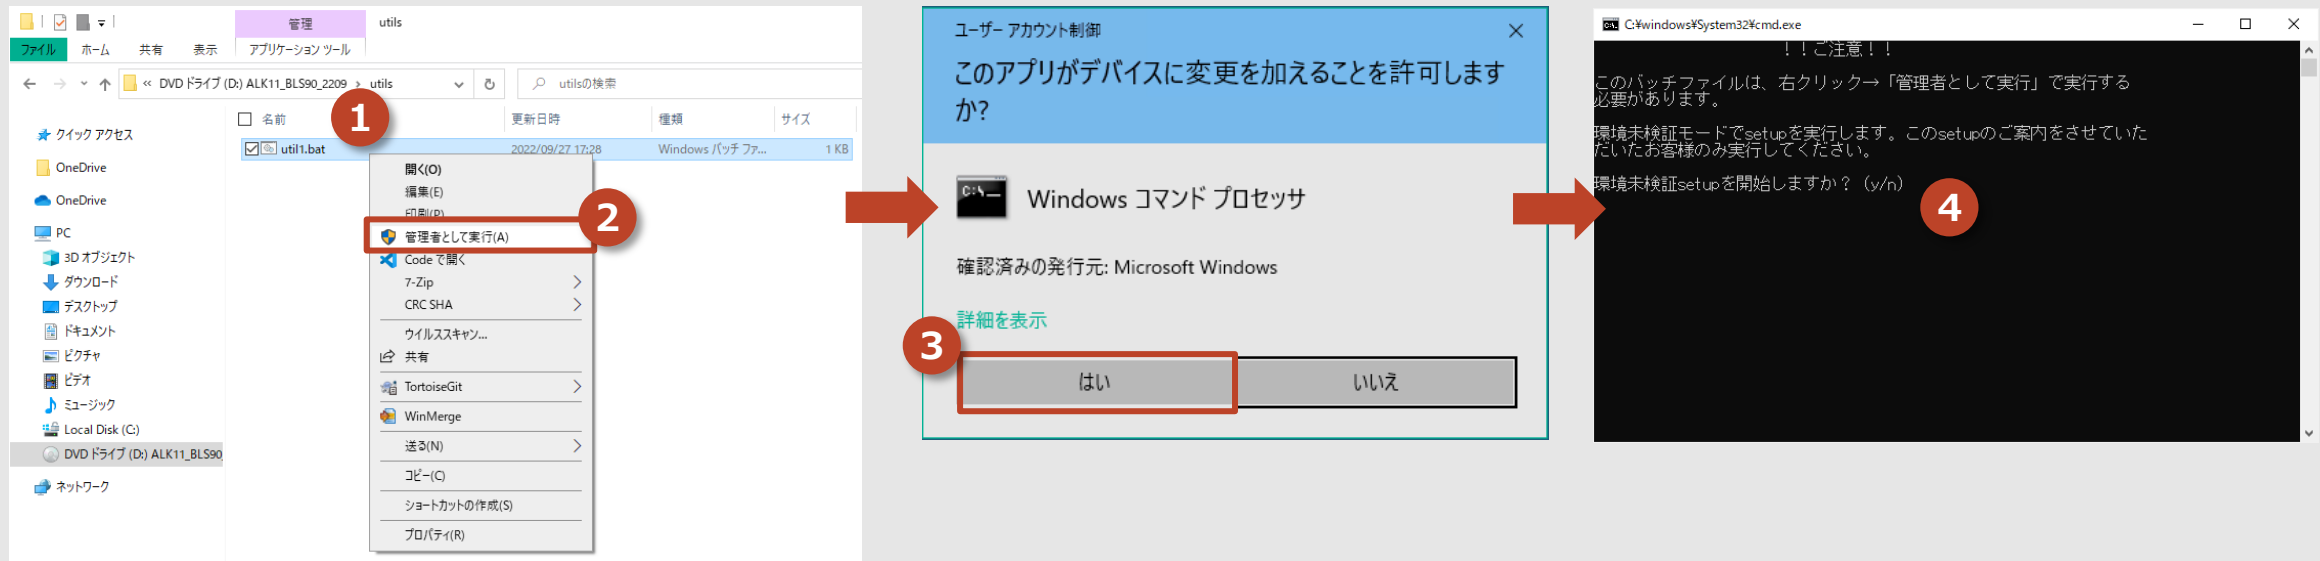 管理
utils
ファイル
ホーム
共有
表示
アプリケーション ツール
« DVD ドライブ (D:) ALK11_BLS90_2209 › utils
utilsの検索
名前
更新日時
種類
サイズ
1
util1.bat
2022/09/27 17:28
Windows バッチ ファ...
1 KB
クイック アクセス
OneDrive
OneDrive
PC
3D オブジェクト
ダウンロード
デスクトップ
ドキュメント
ピクチャ
ビデオ
ミュージック
Local Disk (C:)
DVD ドライブ (D:) ALK11_BLS90_
ネットワーク
開く(O)
編集(E)
印刷(P)
2
管理者として実行(A)
Code で開く
7-Zip
CRC SHA
ウイルススキャン...
共有
TortoiseGit
WinMerge
送る(N)
コピー(C)
ショートカットの作成(S)
プロパティ(R)
ユーザー アカウント制御
このアプリがデバイスに変更を加えることを許可します
か?
C:\_
Windows コマンド プロセッサ
確認済みの発行元: Microsoft Windows
詳細を表示
3
はい
いいえ
C:¥windows¥System32¥cmd.exe
！！ご注意！！
このバッチファイルは、右クリック→「管理者として実行」で実行する
必要があります。
環境未検証モードでsetupを実行します。このsetupのご案内をさせていた
だいたお客様のみ実行してください。
環境未検証setupを開始しますか？（y/n）
4